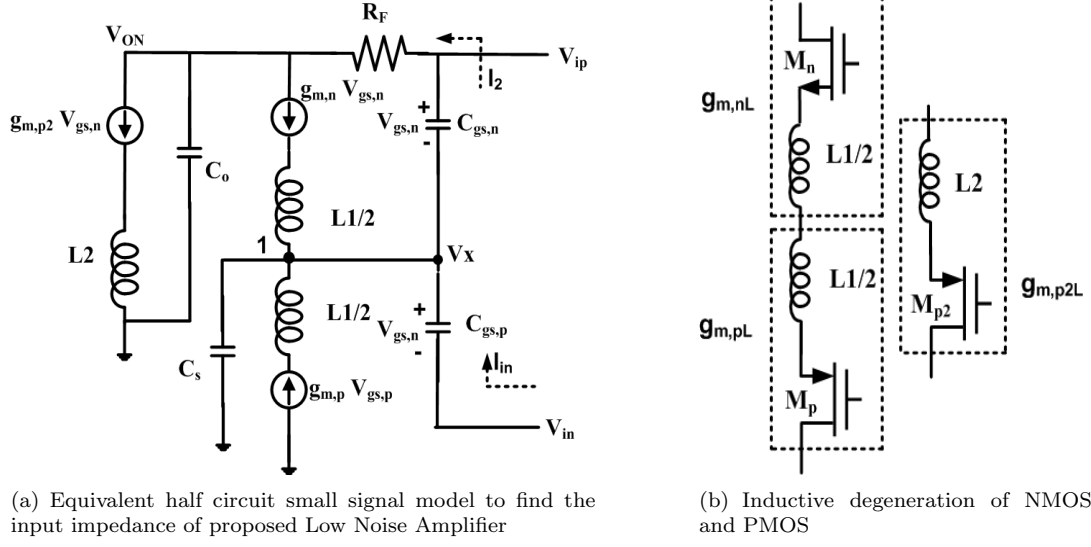 R_F
V_ON
V_ip
I_2
g_m,n V_gs,n
g_m,p2 V_gs,n
+
V_gs,n
C_gs,n
-
C_o
L1/2
L2
1
Vx
L1/2
+
V_gs,n
C_gs,p
-
C_s
I_in
g_m,p V_gs,p
V_in
(a) Equivalent half circuit small signal model to find the
input impedance of proposed Low Noise Amplifier
M_n
g_m,nL
L1/2
L2
L1/2
g_m,p2L
M_p2
g_m,pL
M_p
(b) Inductive degeneration of NMOS
and PMOS